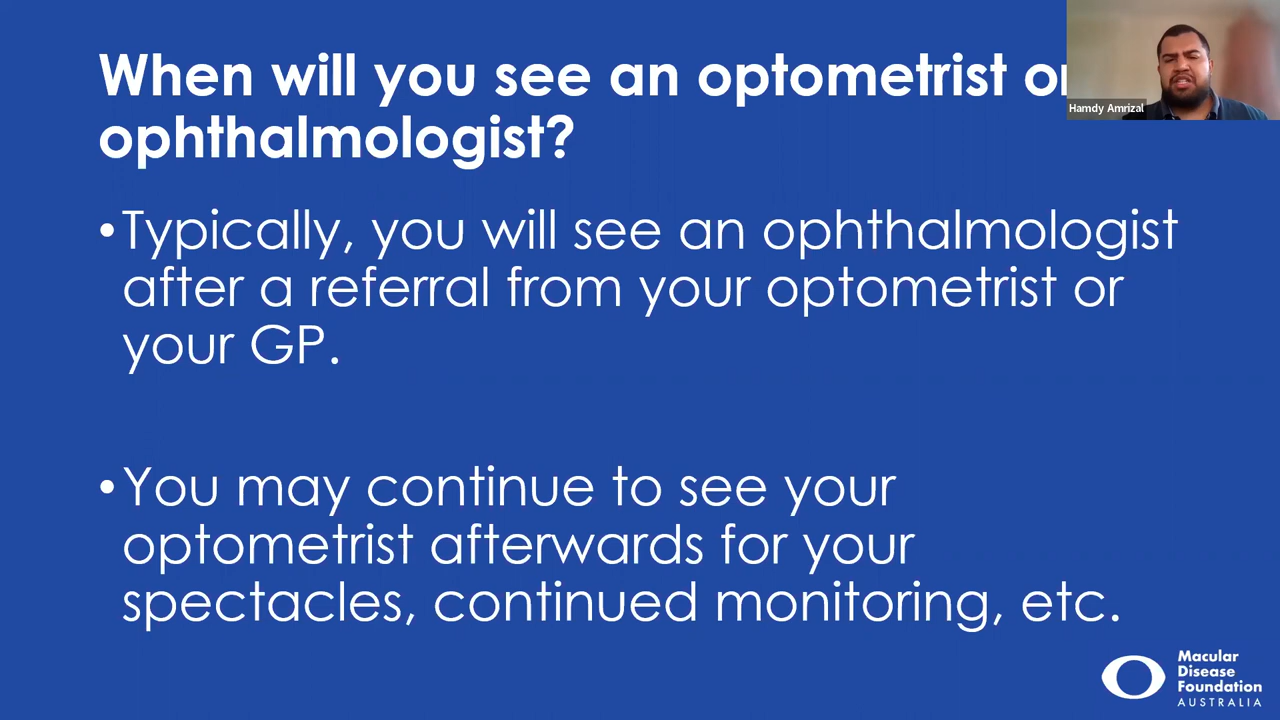 When will you see an optometrist or
ophthalmologist?
Hamdy Amrizal
•Typically, you will see an ophthalmologist
after a referral from your optometrist or
your GP.
•You may continue to see your
optometrist afterwards for your
spectacles, continued monitoring, etc.
Macular
Disease
Foundation
AUSTRALIA